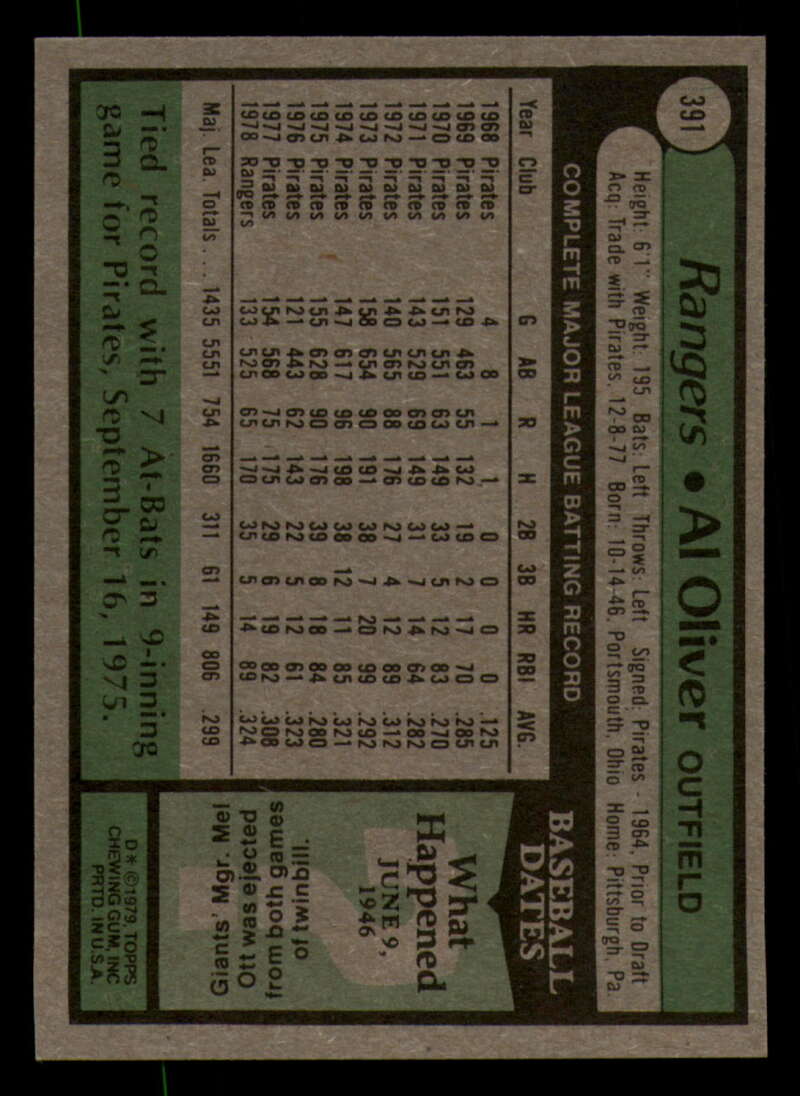 391
Rangers • Al Oliver OUTFIELD
Height: 6'1" Weight: 195 Bats: Left Throws: Left Signed: Pirates - 1964, Prior to Draft
Acq: Trade with Pirates, 12-8-77 Born: 10-14-46, Portsmouth, Ohio Home: Pittsburgh, Pa.
COMPLETE MAJOR LEAGUE BATTING RECORD
Year Club G AB R H 2B 3B HR RBI AVG.
1968 Pirates 4 8 1 1 0 0 0 0 .125
1969 Pirates 129 463 55 132 19 2 17 70 .285
1970 Pirates 151 551 63 149 33 5 12 83 .270
1971 Pirates 143 529 69 149 31 7 14 64 .282
1972 Pirates 140 565 88 176 27 4 12 89 .312
1973 Pirates 158 654 90 191 38 7 20 99 .292
1974 Pirates 147 617 96 198 38 12 11 85 .321
1975 Pirates 155 628 90 176 39 8 18 84 .280
1976 Pirates 121 443 62 143 22 5 12 61 .323
1977 Pirates 154 568 75 175 29 6 19 82 .308
1978 Rangers 133 525 65 170 35 5 14 89 .324
Maj. Lea. Totals . . . 1435 5551 754 1660 311 61 149 806 .299
Tied record with 7 At-Bats in 9-inning
game for Pirates, September 16, 1975.
BASEBALL
DATES
What
Happened
JUNE 9,
1946
Giants' Mgr. Mel
Ott was ejected
from both games
of twinbill.
D * © 1979, TOPPS
CHEWING GUM, INC
PRTD. IN U.S.A.